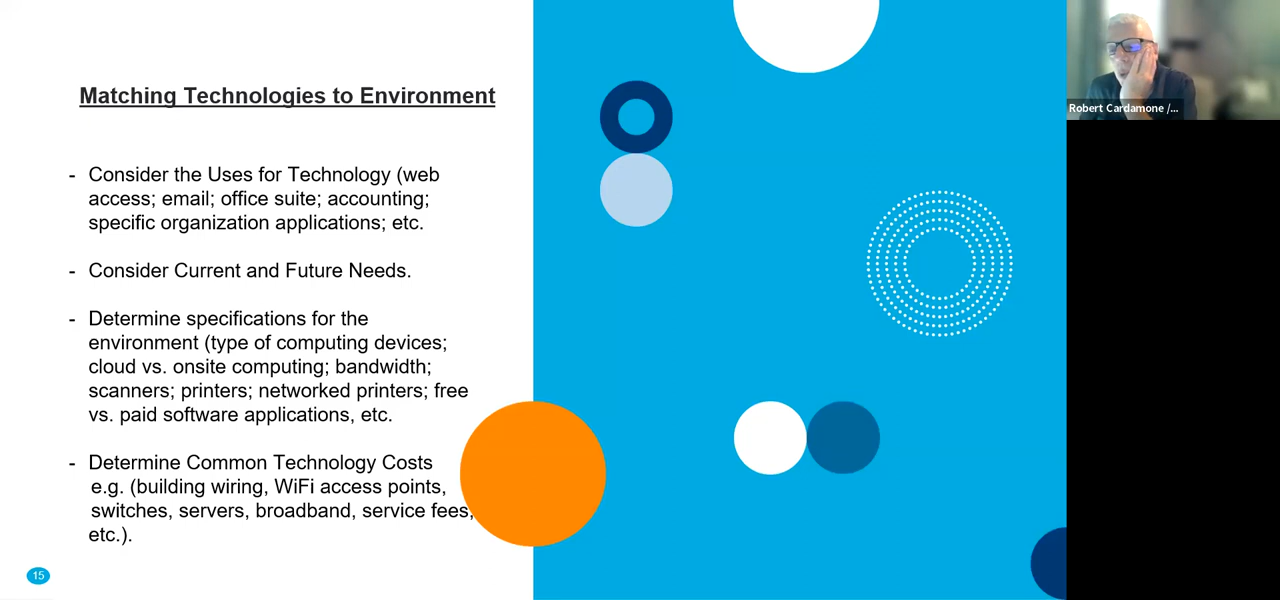 Matching Technologies to Environment
- Consider the Uses for Technology (web
access; email; office suite; accounting;
specific organization applications; etc.
- Consider Current and Future Needs.
- Determine specifications for the
environment (type of computing devices;
cloud vs. onsite computing; bandwidth;
scanners; printers; networked printers; free
vs. paid software applications, etc.
- Determine Common Technology Costs
e.g. (building wiring, WiFi access points,
switches, servers, broadband, service fees,
etc.).
15
Robert Cardamone /...